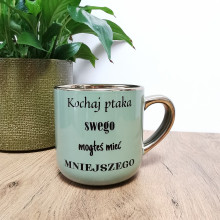 Kochaj ptaka
swego
mogłeś mieć
MNIEJSZEGO